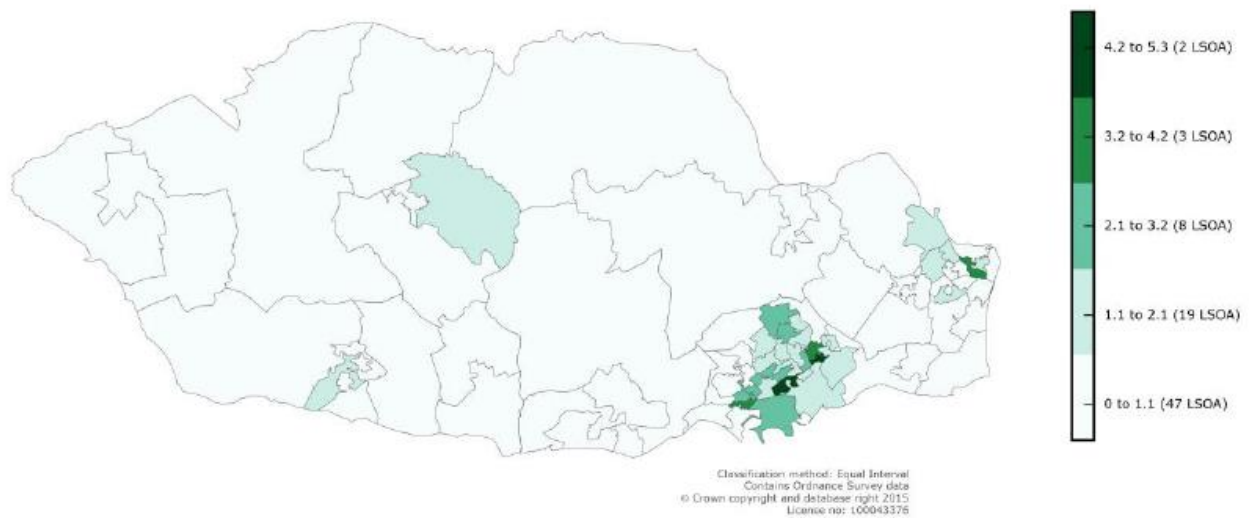 4.2 to 5.3 (2 LSOA)
3.2 to 4.2 (3 LSOA)
2.1 to 3.2 (8 LSOA)
1.1 to 2.1 (19 LSOA)
0 to 1.1 (47 LSOA)
Classification method: Equal Interval
Contains Ordnance Survey data
© Crown copyright and database right 2015
License no: 100043376